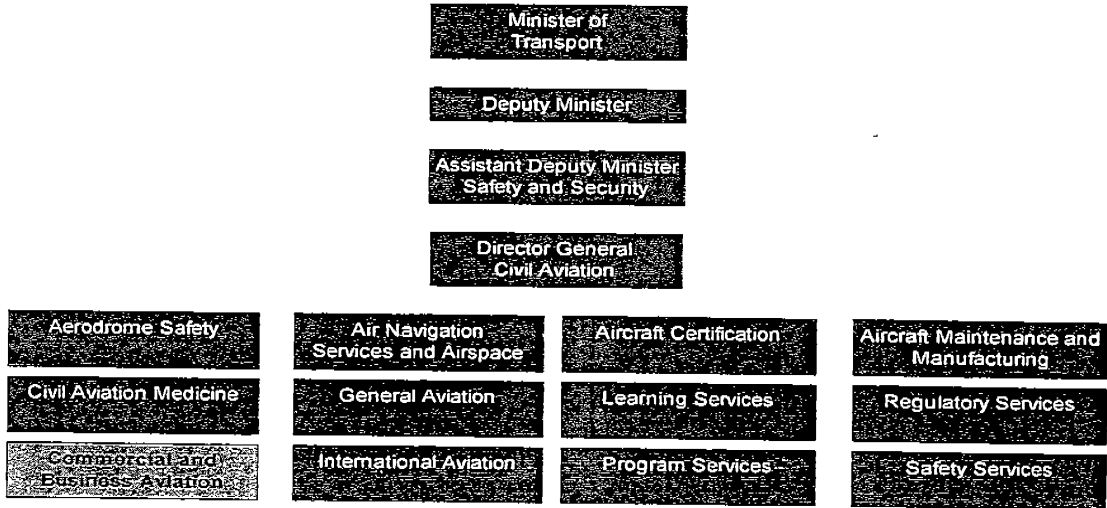 Minister of
Transport
Deputy Minister
Assistant Deputy Minister
Safety and Security
Director General
Civil Aviation
Aerodrome Safety
Air Navigation
Services and Airspace
Aircraft Certification
Aircraft Maintenance and
Manufacturing
Civil Aviation Medicine
General Aviation
Learning Services
Regulatory Services
Commercial and
Business Aviation
International Aviation
Program Services
Safety Services